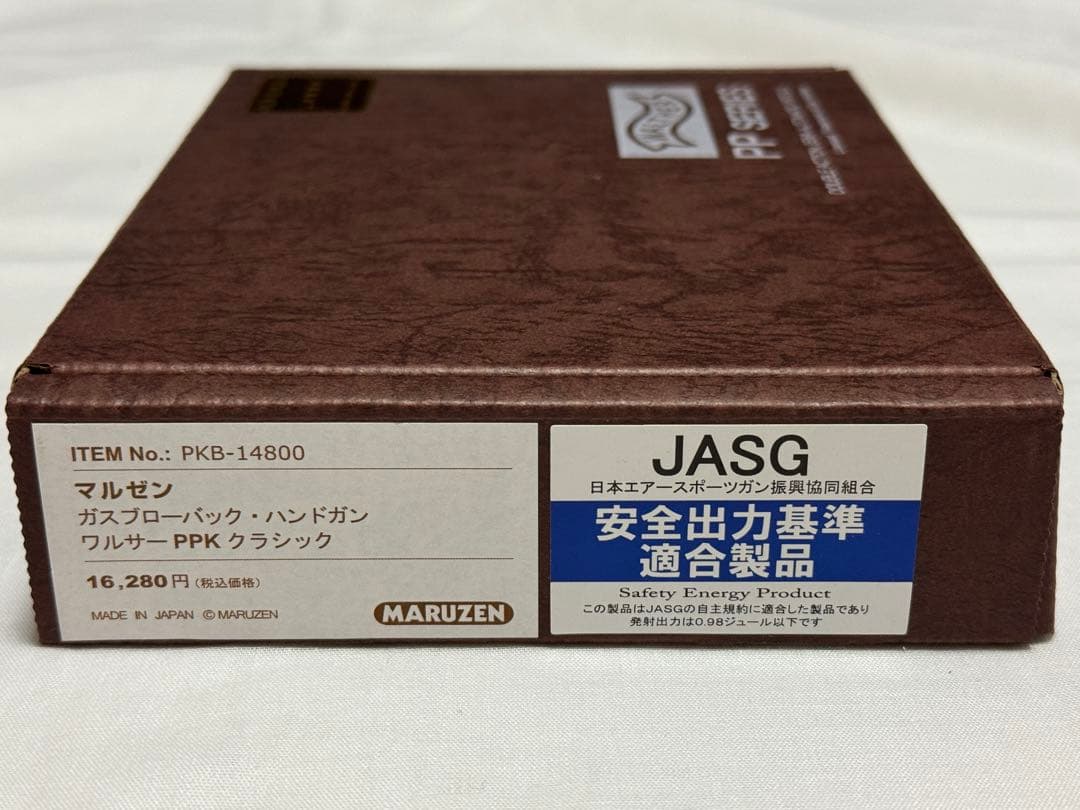 WALTHER
PP SERIES
ITEM No.: PKB-14800
マルゼン
ガスブローバック・ハンドガン
ワルサー PPK クラシック
16,280円 (税込価格)
MADE IN JAPAN ©MARUZEN
MARUZEN
JASG
日本エアースポーツガン振興協同組合
安全出力基準
適合製品
Safety Energy Product
この製品はJASGの自主規約に適合した製品であり
発射出力は0.98ジュール以下です